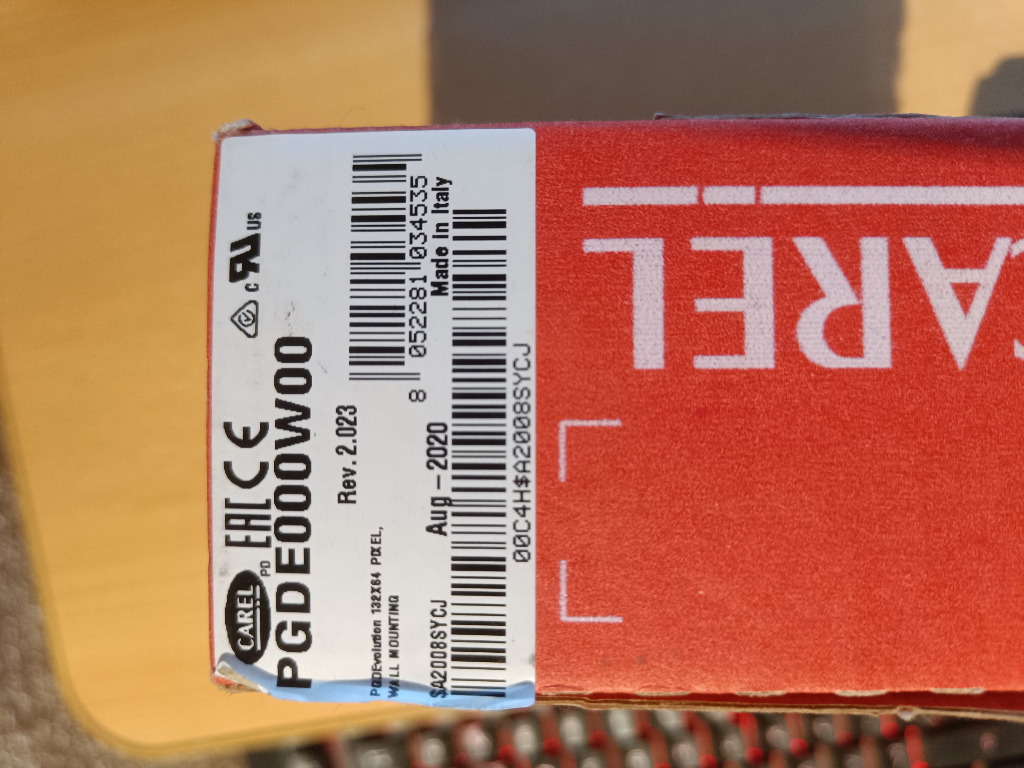 CAREL
PD
EAC CE
c RU US
PGDE000W00
Rev. 2.023
PGDEvolution 132X64 PIXEL,
WALL MOUNTING
8 052281 034535
Aug - 2020
Made in Italy
$A2008SYCJ
00C4H$A2008SYCJ
CAREL